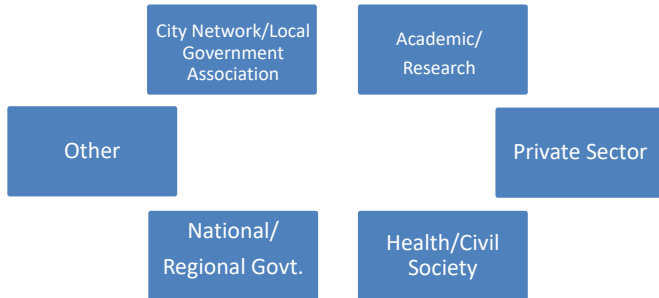 City Network/Local
Government
Association
Academic/
Research
Other
Private Sector
National/
Regional Govt.
Health/Civil
Society